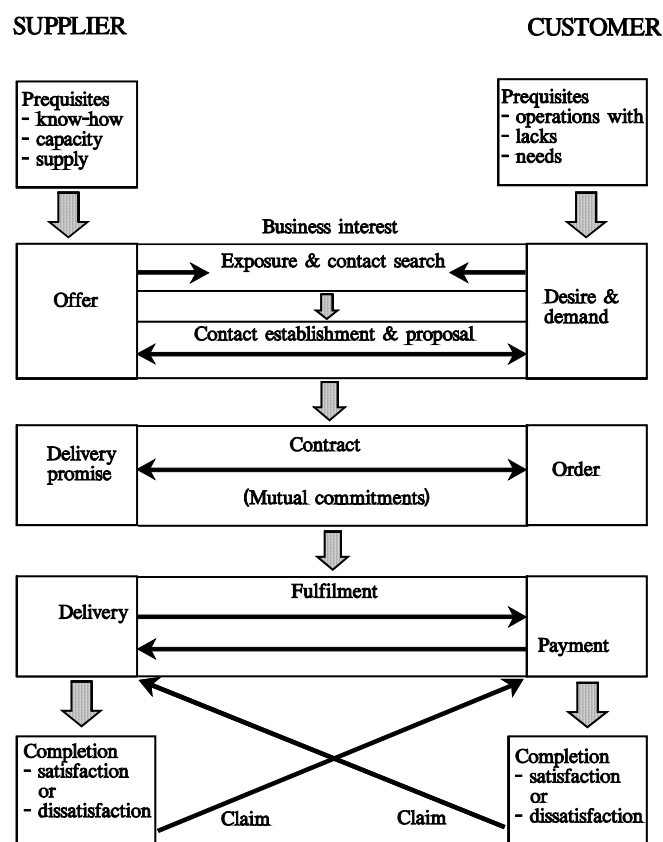 SUPPLIER
CUSTOMER
Prequisites
- know-how
- capacity
- supply
Prequisites
- operations with
- lacks
- needs
Business interest
Exposure & contact search
Offer
Desire &
demand
Contact establishment & proposal
Delivery
promise
Contract
(Mutual commitments)
Order
Fulfilment
Delivery
Payment
Completion
- satisfaction
or
- dissatisfaction
Completion
- satisfaction
or
- dissatisfaction
Claim
Claim